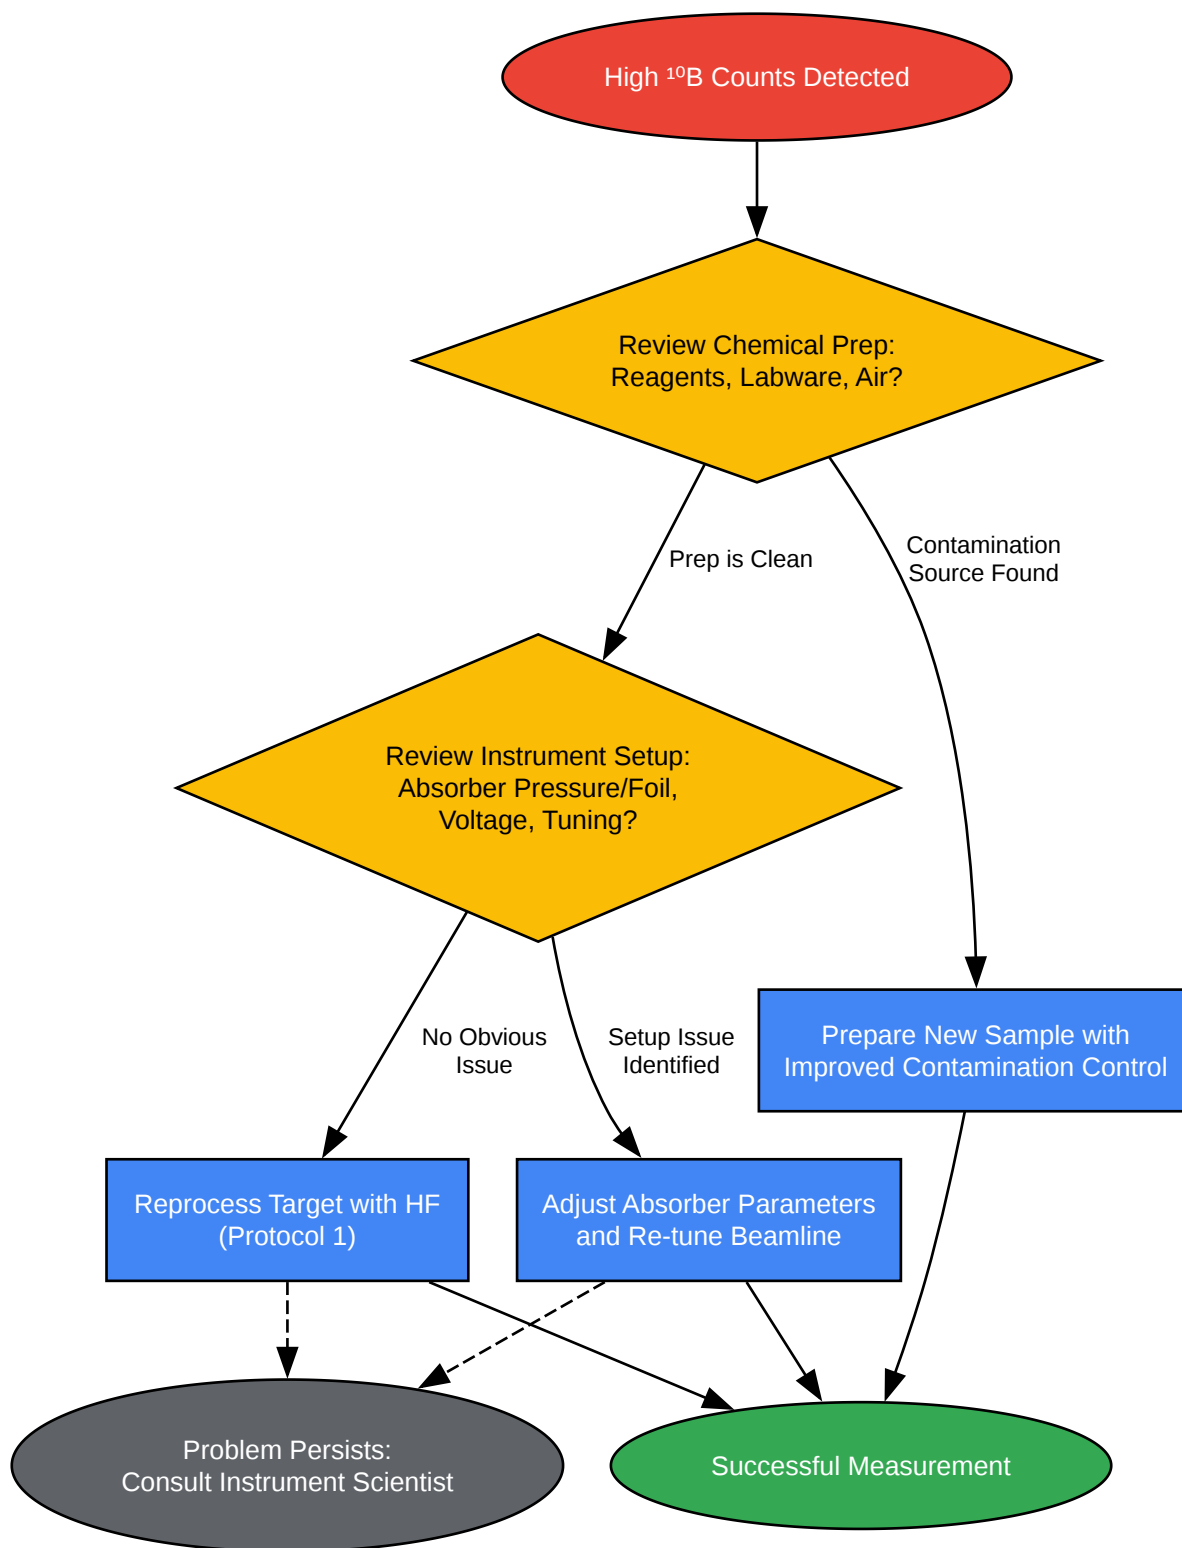 High ¹⁰B Counts Detected
Review Chemical Prep:
Reagents, Labware, Air?
Prep is Clean
Contamination
Source Found
Review Instrument Setup:
Absorber Pressure/Foil,
Voltage, Tuning?
No Obvious
Issue
Setup Issue
Identified
Prepare New Sample with
Improved Contamination Control
Reprocess Target with HF
(Protocol 1)
Adjust Absorber Parameters
and Re-tune Beamline
Problem Persists:
Consult Instrument Scientist
Successful Measurement